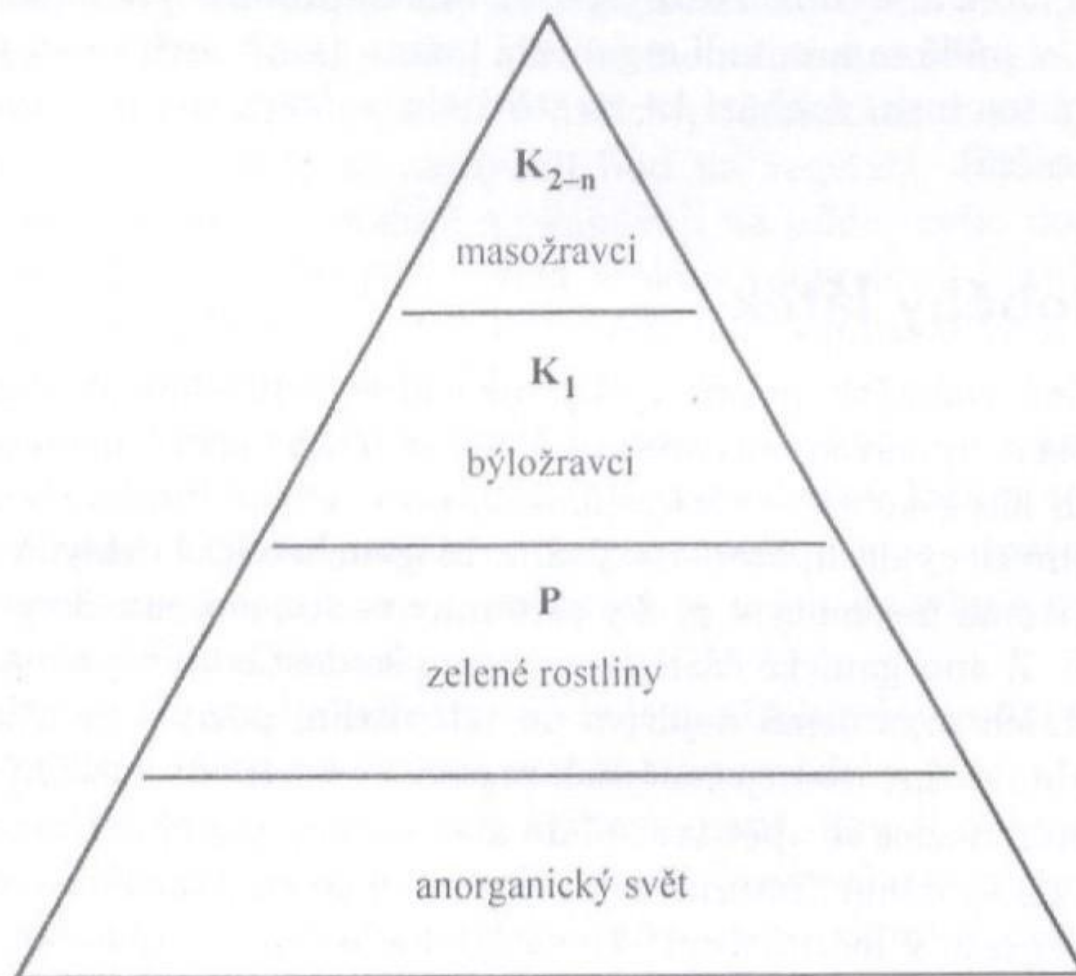 K2–n
masožravci
K1
býložravci
P
zelené rostliny
anorganický svět